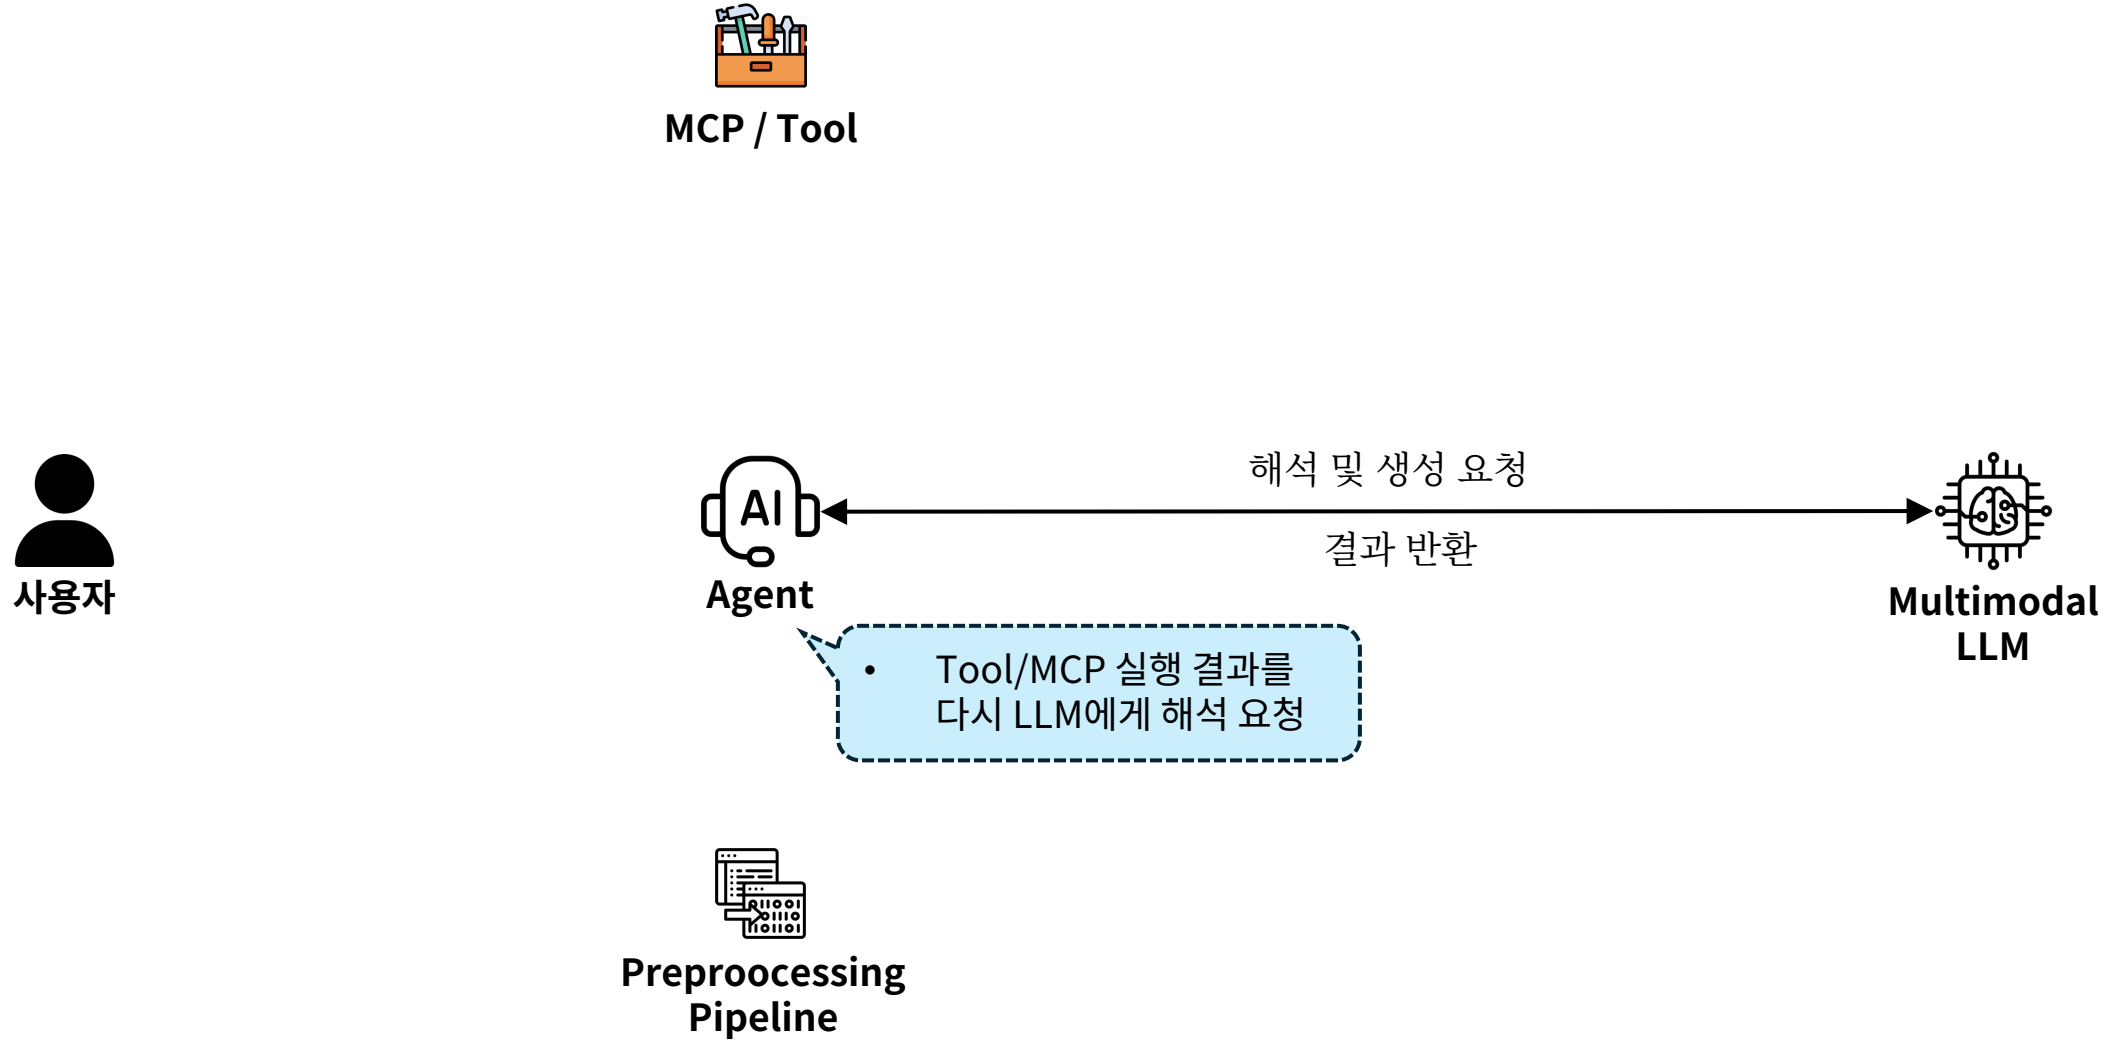 MCP / Tool
해석 및 생성 요청
AI
결과 반환
사용자
Agent
Multimodal
LLM
• Tool/MCP 실행 결과를
다시 LLM에게 해석 요청
Preproocessing
Pipeline